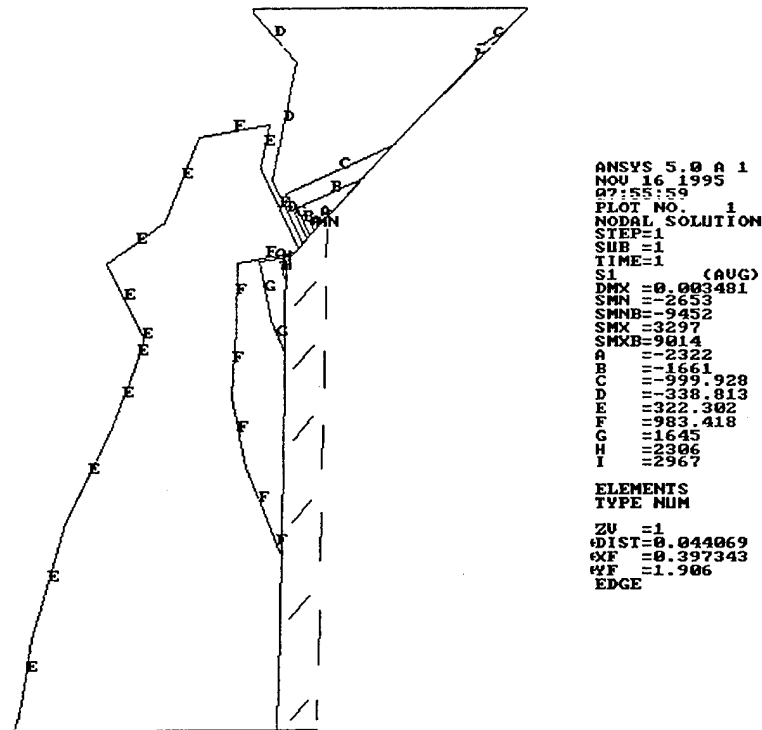 D
C
C
D
F
E
C
E
B
E
D
B
A
MN
E
F
H
E
F
G
E
G
E
F
E
F
E
F
F
E
E
ANSYS 5.0 A 1
NOV 16 1995
07:55:59
PLOT NO. 1
NODAL SOLUTION
STEP=1
SUB =1
TIME=1
S1 (AVG)
DMX =0.003481
SMN =-2653
SMNB=-9452
SMX =3297
SMXB=9014
A =-2322
B =-1661
C =-999.928
D =-338.813
E =322.302
F =983.418
G =1645
H =2306
I =2967
ELEMENTS
TYPE NUM
ZV =1
*DIST=0.044069
*XF =0.397343
*YF =1.906
EDGE